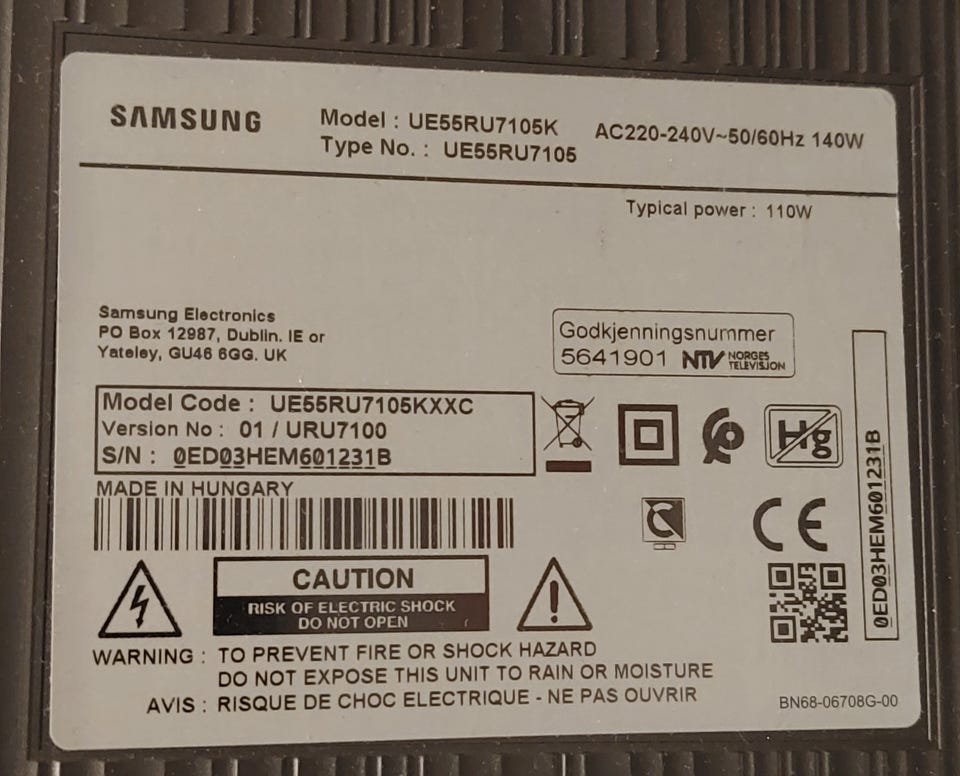 SAMSUNG
Model : UE55RU7105K
Type No. : UE55RU7105
AC220-240V~50/60Hz 140W
Typical power : 110W
Samsung Electronics
PO Box 12987, Dublin. IE or
Yateley, GU46 6GG. UK
Godkjenningsnummer
5641901 NTV NORGES
TELEVISJON
Model Code : UE55RU7105KXXC
Version No : 01 / URU7100
S/N : 0ED03HEM601231B
MADE IN HUNGARY
Hg
CE
0ED03HEM601231B
CAUTION
RISK OF ELECTRIC SHOCK
DO NOT OPEN
WARNING : TO PREVENT FIRE OR SHOCK HAZARD
DO NOT EXPOSE THIS UNIT TO RAIN OR MOISTURE
AVIS : RISQUE DE CHOC ELECTRIQUE - NE PAS OUVRIR
BN68-06708G-00